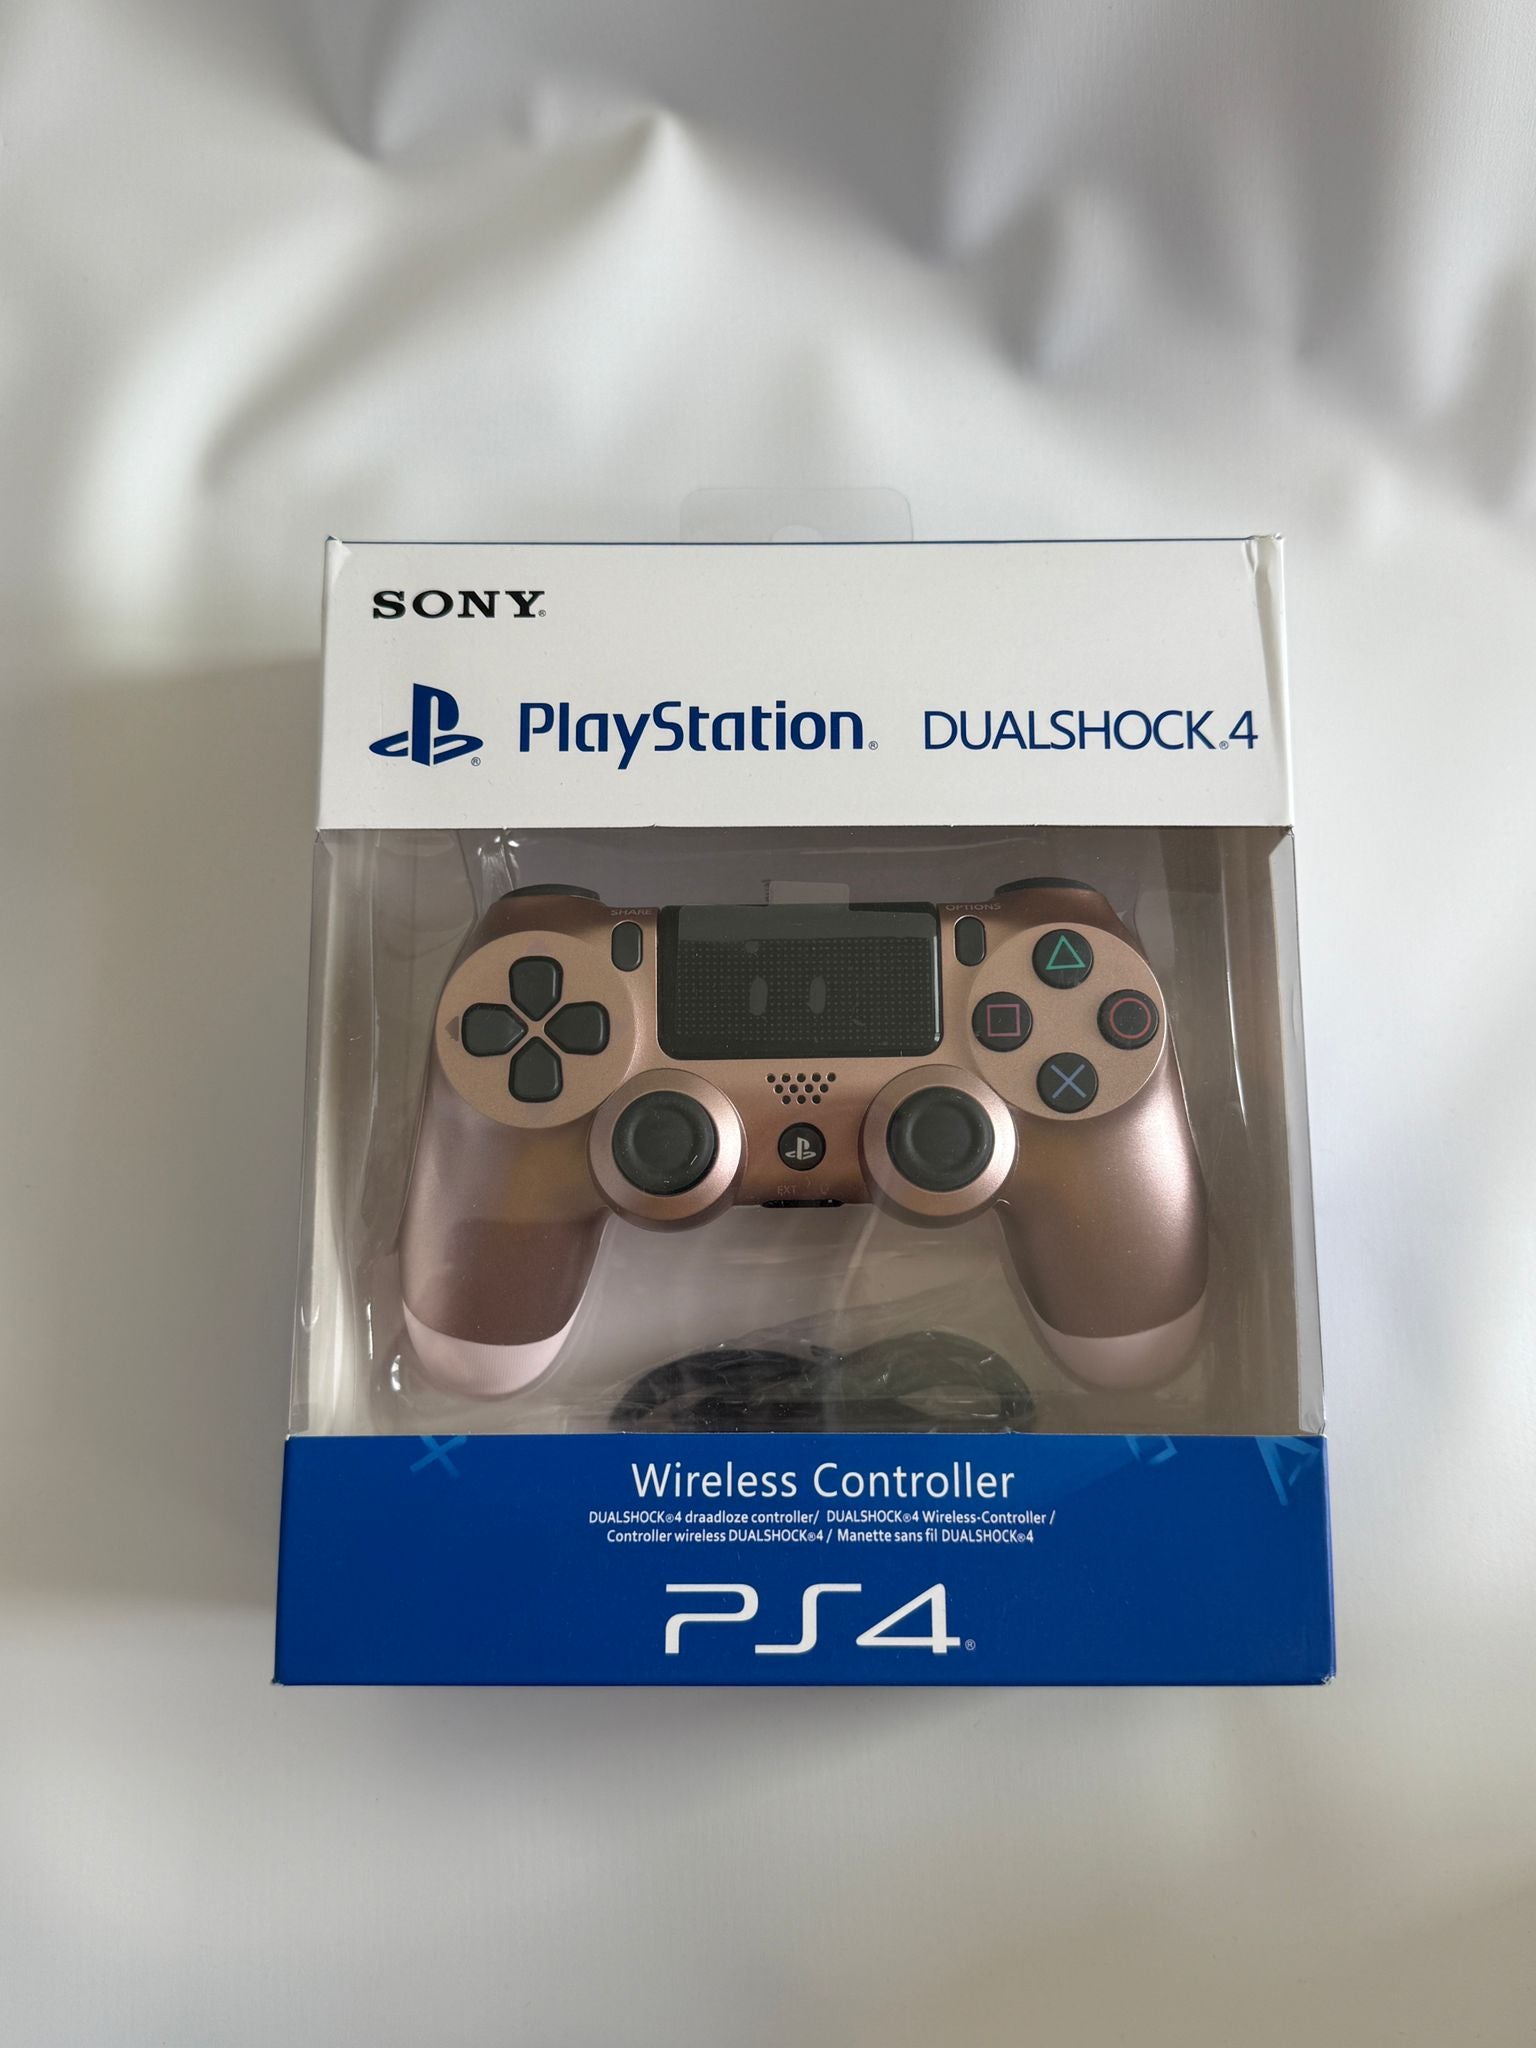 SONY®
PlayStation® DUALSHOCK®4
SHARE
OPTIONS
EXT
Wireless Controller
DUALSHOCK®4 draadloze controller/ DUALSHOCK®4 Wireless-Controller /
Controller wireless DUALSHOCK®4 / Manette sans fil DUALSHOCK®4
PS4®